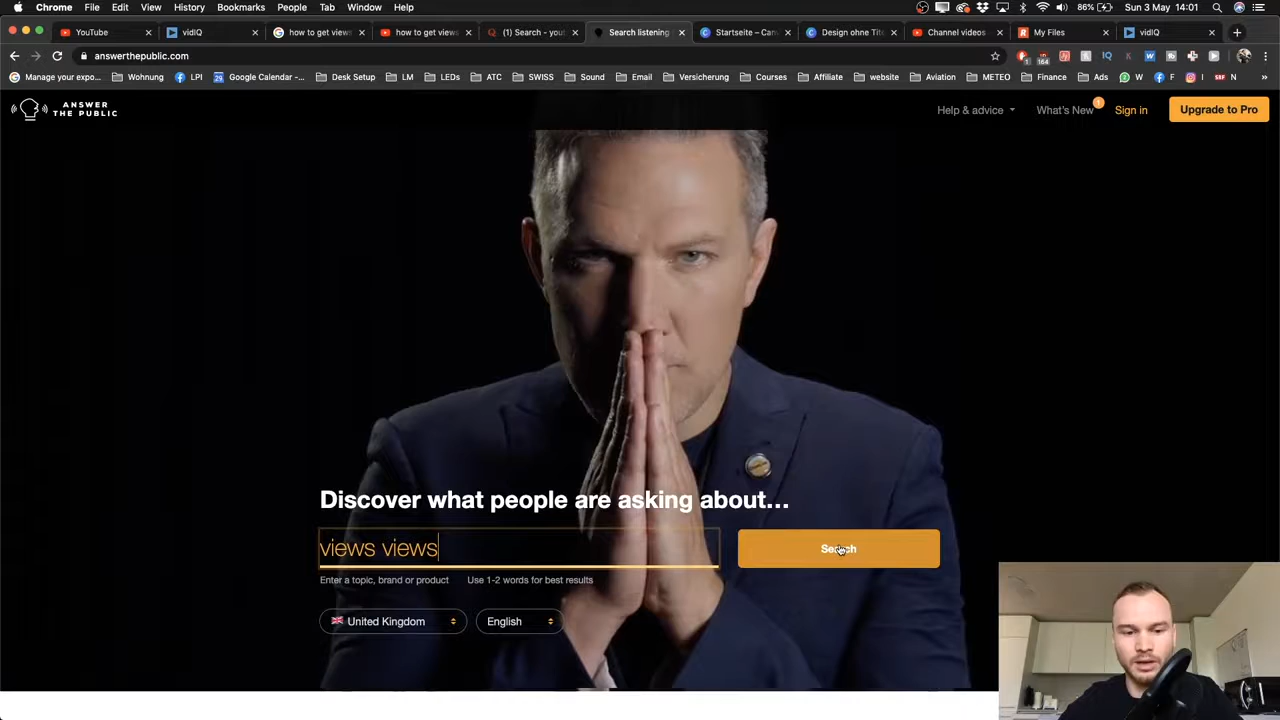 Chrome File Edit View History Bookmarks People Tab Window Help 86% Sun 3 May 14:01
YouTube vidIQ how to get views how to get views (1) Search - yout Search listening Startseite – Can Design ohne Tite Channel videos My Files vidIQ
answerthepublic.com
Manage your expo... Wohnung LPI Google Calendar -... Desk Setup LM LEDs ATC SWISS Sound Email Versicherung Courses Affiliate website Aviation METEO Finance Ads W F I N
ANSWER
THE PUBLIC
Help & advice What's New 1 Sign in Upgrade to Pro
Discover what people are asking about...
views views
Search
Enter a topic, brand or product Use 1-2 words for best results
United Kingdom English